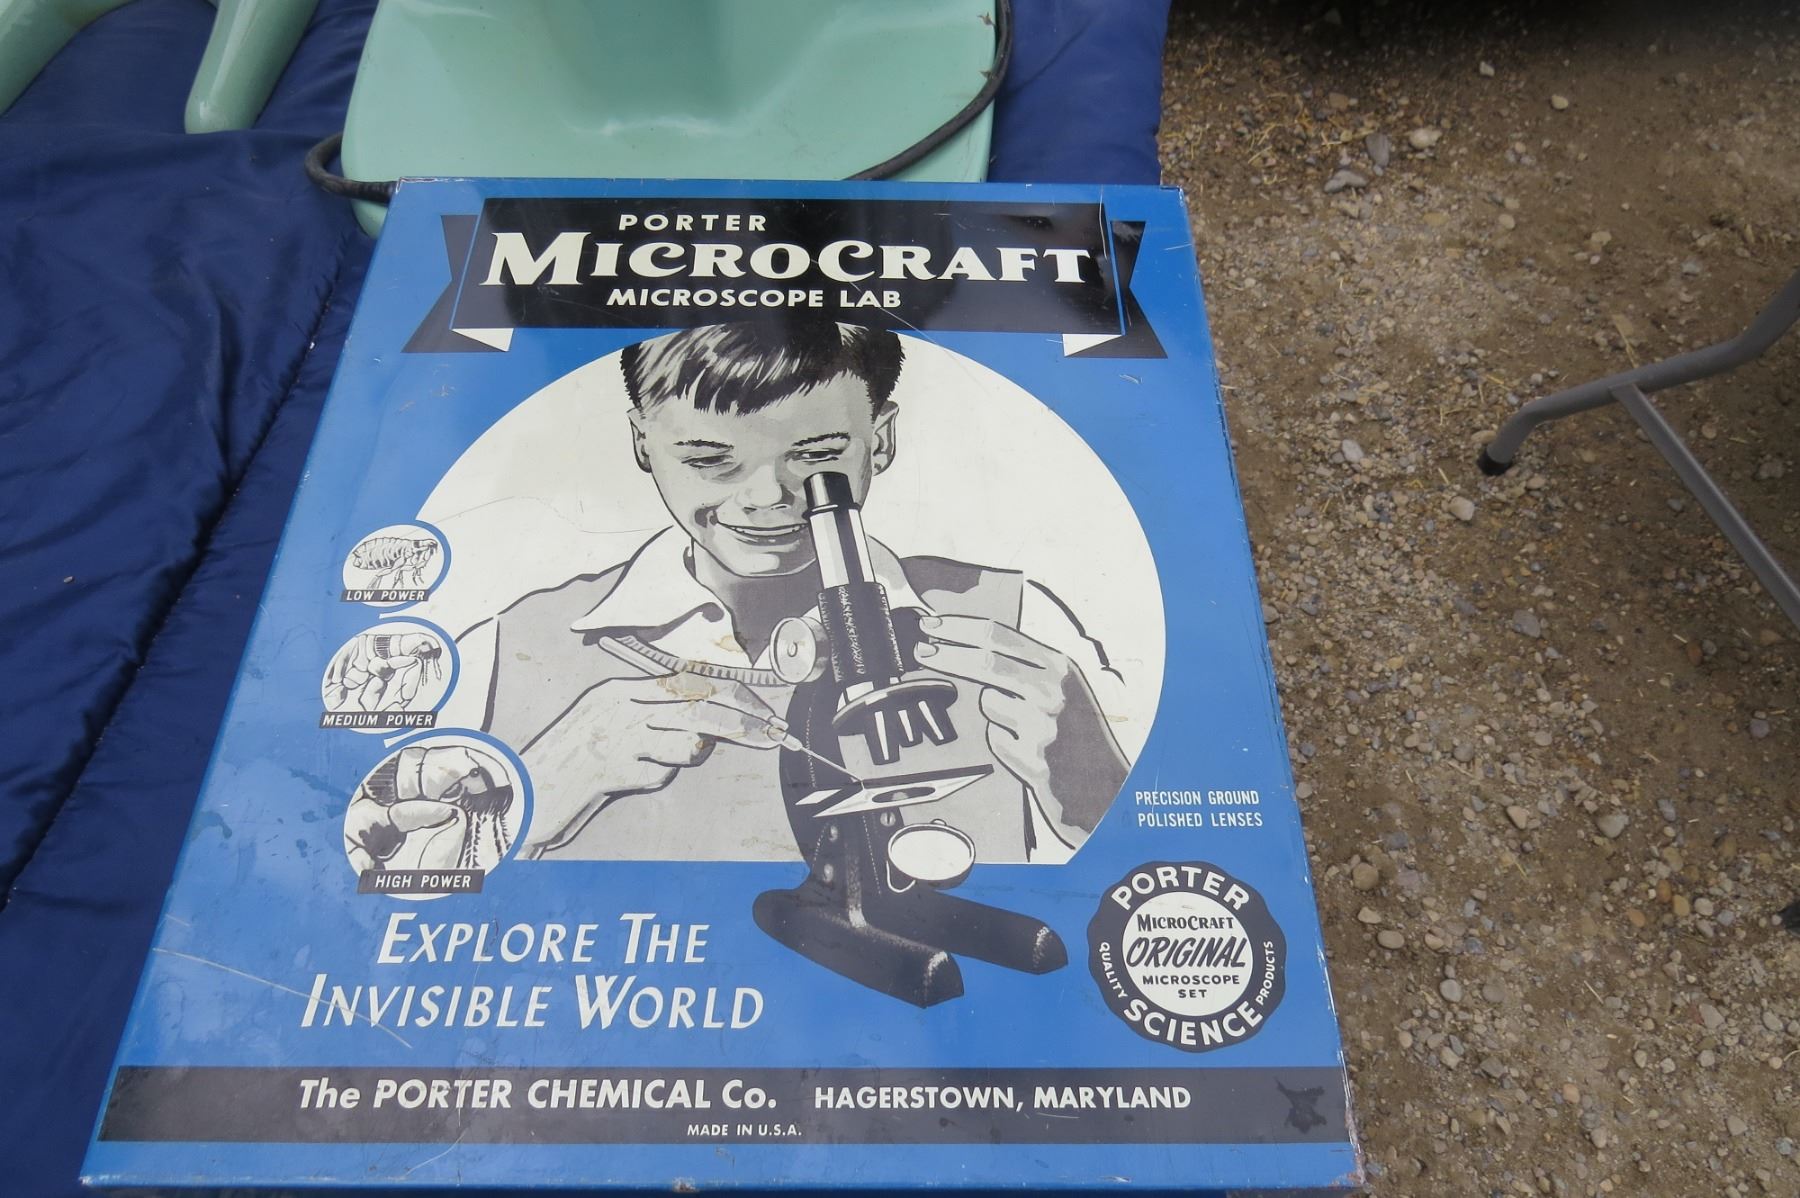 PORTER
MICROCRAFT
MICROSCOPE LAB
LOW POWER
MEDIUM POWER
HIGH POWER
PRECISION GROUND
POLISHED LENSES
EXPLORE THE
INVISIBLE WORLD
PORTER
MICROCRAFT
ORIGINAL
MICROSCOPE
SET
QUALITY SCIENCE PRODUCTS
The PORTER CHEMICAL Co. HAGERSTOWN, MARYLAND
MADE IN U.S.A.